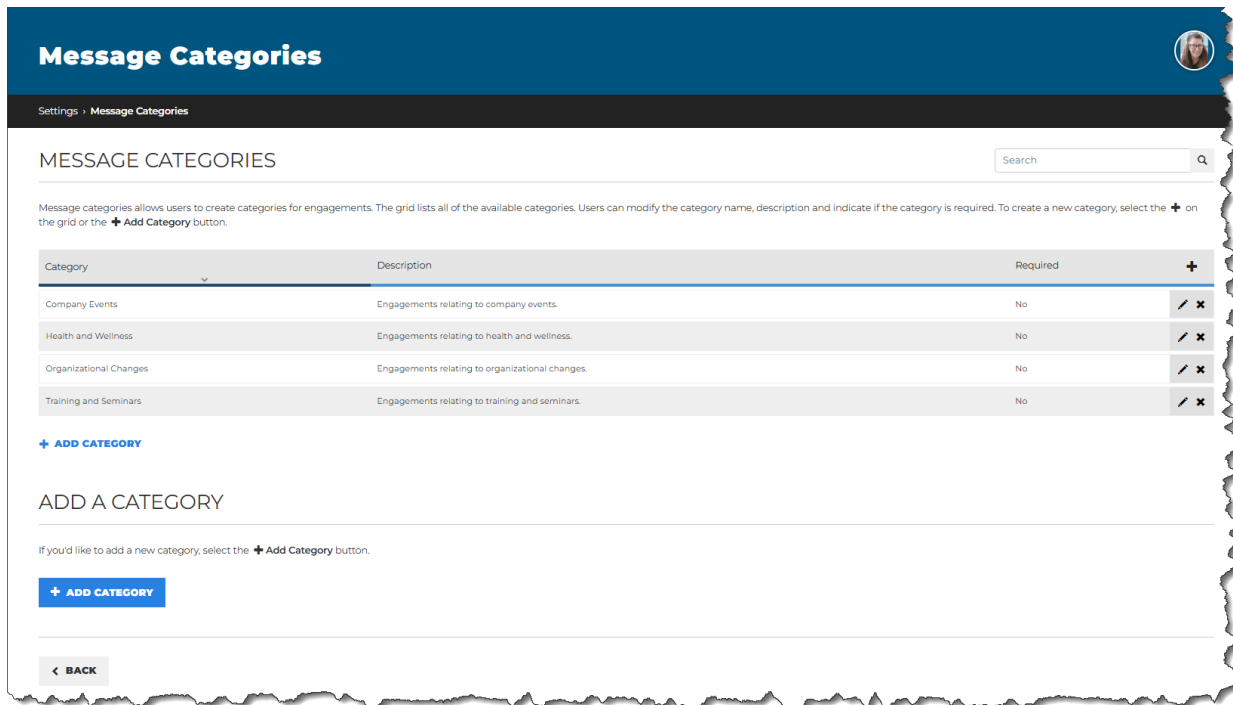 Message Categories
Settings › Message Categories
MESSAGE CATEGORIES
Search
Message categories allows users to create categories for engagements. The grid lists all of the available categories. Users can modify the category name, description and indicate if the category is required. To create a new category, select the + on
the grid or the + Add Category button.
Category Description Required +
Company Events Engagements relating to company events. No
Health and Wellness Engagements relating to health and wellness. No
Organizational Changes Engagements relating to organizational changes. No
Training and Seminars Engagements relating to training and seminars. No
+ ADD CATEGORY
ADD A CATEGORY
If you'd like to add a new category, select the + Add Category button.
+ ADD CATEGORY
‹ BACK